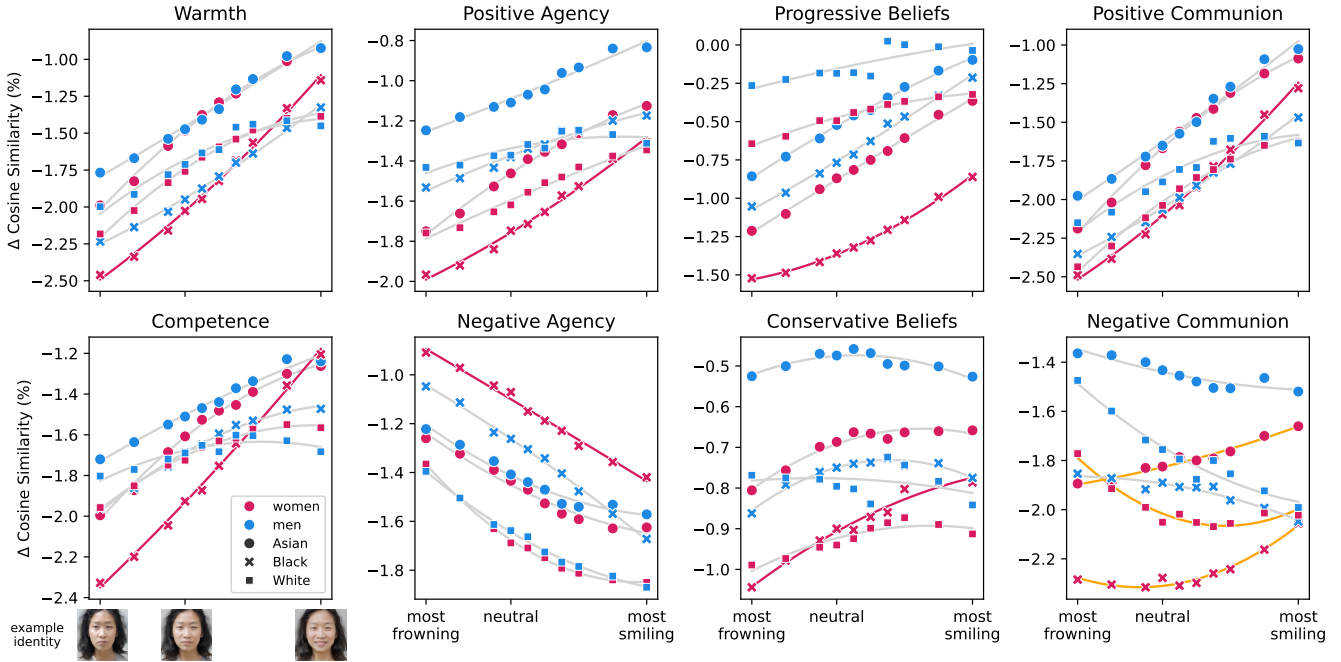 Warmth
Positive Agency
Progressive Beliefs
Positive Communion
Δ Cosine Similarity (%)
−1.00
−1.25
−1.50
−1.75
−2.00
−2.25
−2.50
−0.8
−1.0
−1.2
−1.4
−1.6
−1.8
−2.0
0.00
−0.25
−0.50
−0.75
−1.00
−1.25
−1.50
−1.00
−1.25
−1.50
−1.75
−2.00
−2.25
−2.50
Competence
Negative Agency
Conservative Beliefs
Negative Communion
Δ Cosine Similarity (%)
−1.2
−1.4
−1.6
−1.8
−2.0
−2.2
−2.4
women
men
Asian
Black
White
−1.0
−1.2
−1.4
−1.6
−1.8
−0.5
−0.6
−0.7
−0.8
−0.9
−1.0
−1.4
−1.6
−1.8
−2.0
−2.2
example
identity
most
frowning
neutral
most
smiling
most
frowning
neutral
most
smiling
most
frowning
neutral
most
smiling